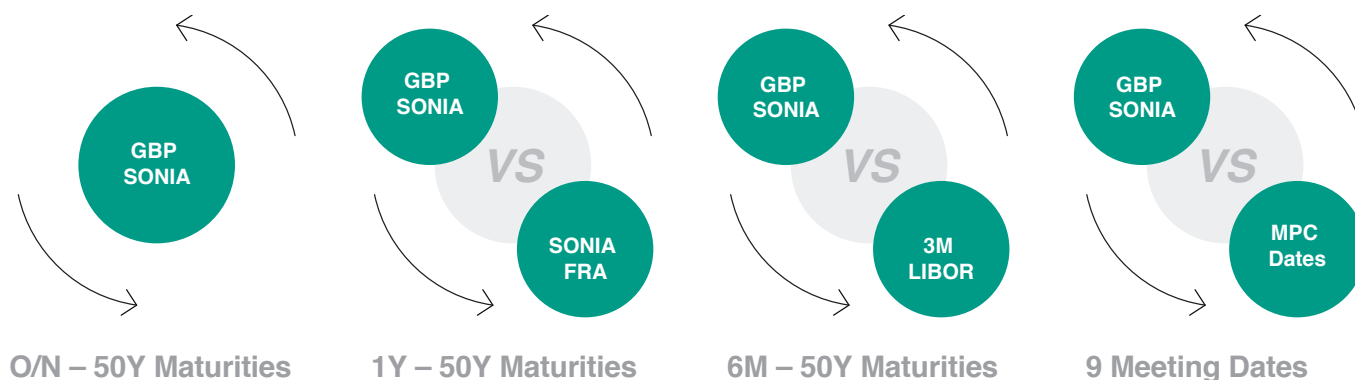 GBP
SONIA
O/N – 50Y Maturities
GBP
SONIA
VS
SONIA
FRA
1Y – 50Y Maturities
GBP
SONIA
VS
3M
LIBOR
6M – 50Y Maturities
GBP
SONIA
VS
MPC
Dates
9 Meeting Dates